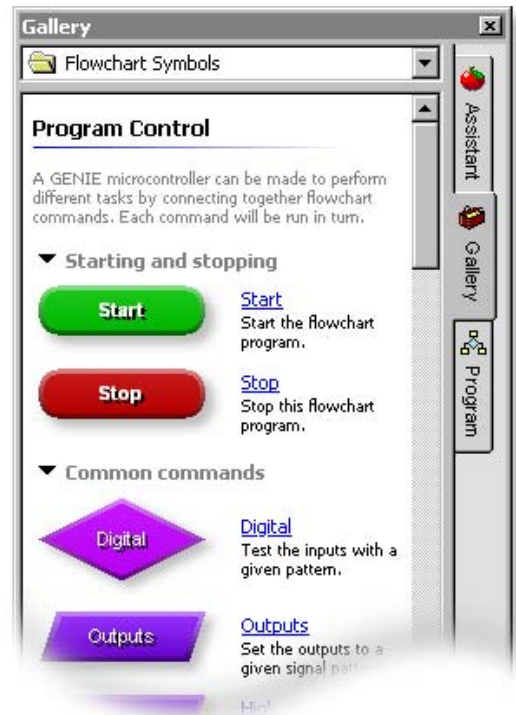 Gallery
Flowchart Symbols
Program Control
A GENIE microcontroller can be made to perform
different tasks by connecting together flowchart
commands. Each command will be run in turn.
Starting and stopping
Start
Start
Start the flowchart
program.
Stop
Stop
Stop this flowchart
program.
Common commands
Digital
Digital
Test the inputs with a
given pattern.
Outputs
Outputs
Set the outputs to a
given signal
Assistant
Gallery
Program